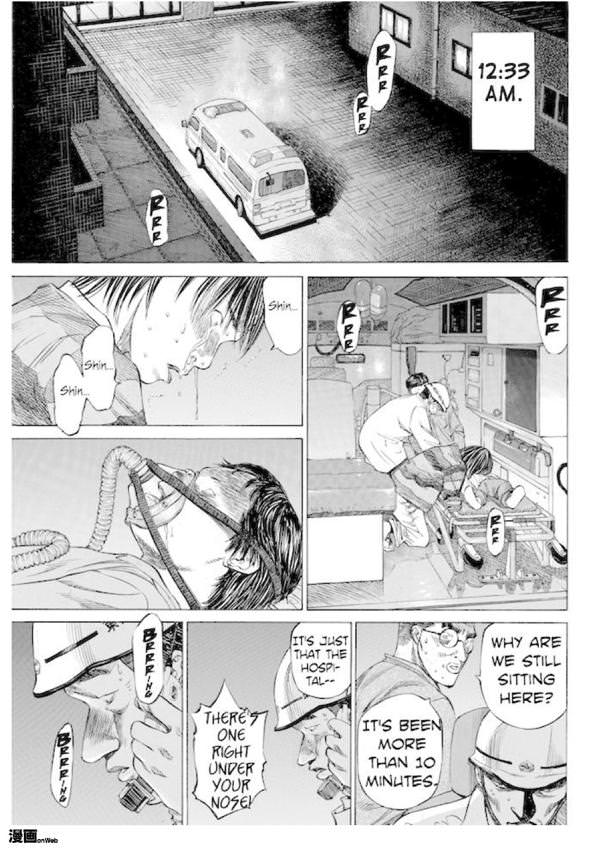 12:33
AM.
RRR
RRR
RRR
RRR
RRR
RRR
Shin...
Shin...
Shin...
WHY ARE
WE STILL
SITTING
HERE?
IT'S BEEN
MORE
THAN 10
MINUTES.
IT'S JUST
THAT THE
HOSPI-
TAL--
THERE'S
ONE
RIGHT
UNDER
YOUR
NOSE!
BRRRING
BRRRING
漫画onWeb